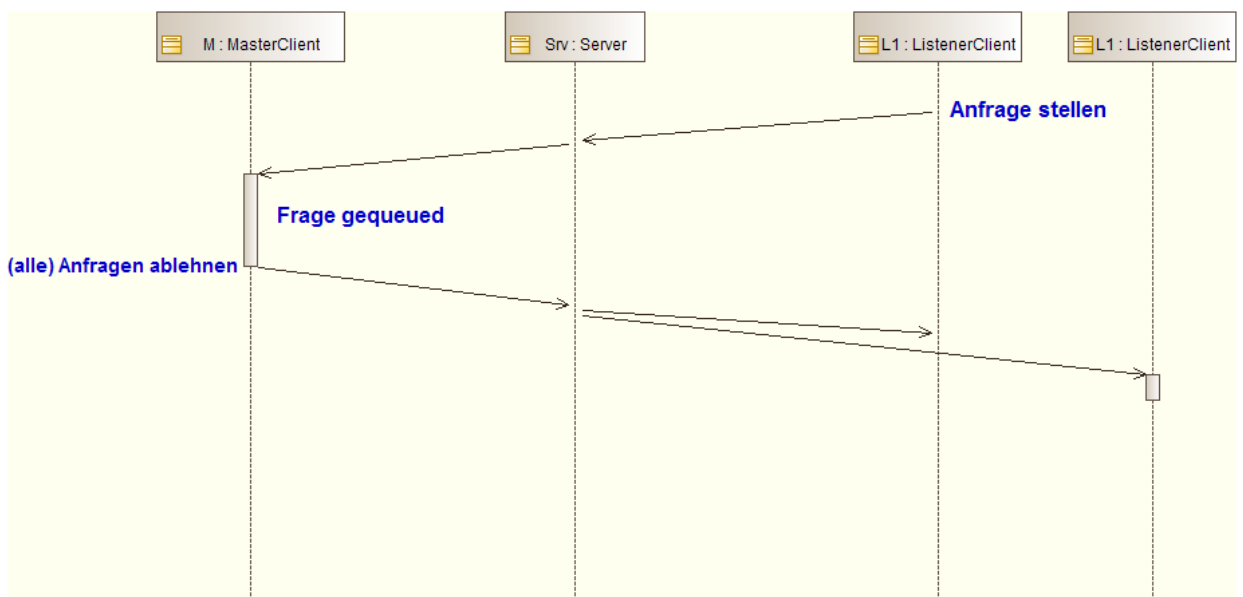 M : MasterClient
Srv : Server
L1 : ListenerClient
L1 : ListenerClient
Anfrage stellen
Frage gequeued
(alle) Anfragen ablehnen